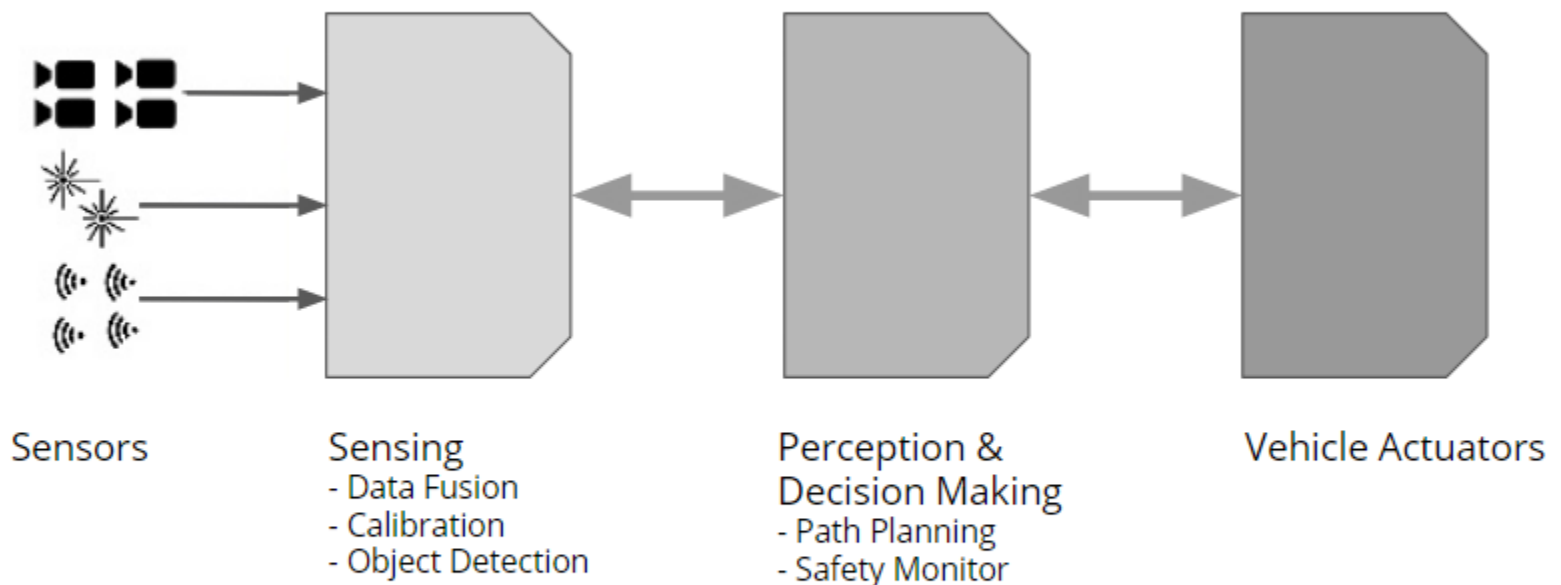 Sensors
Sensing
- Data Fusion
- Calibration
- Object Detection
Perception &
Decision Making
- Path Planning
- Safety Monitor
Vehicle Actuators